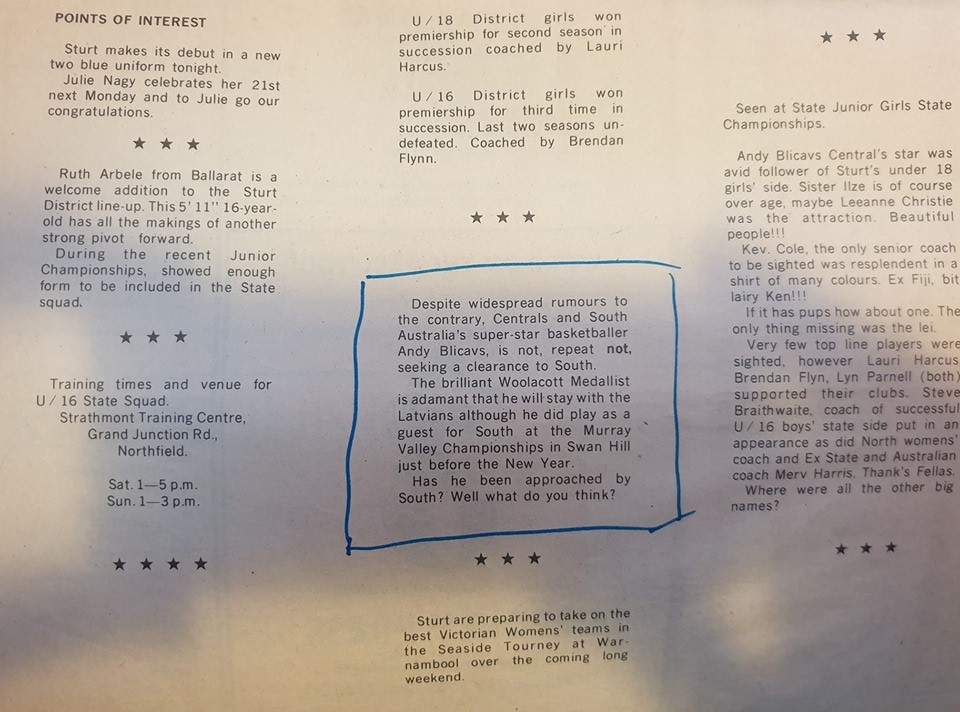 POINTS OF INTEREST
Sturt makes its debut in a new
two blue uniform tonight.
Julie Nagy celebrates her 21st
next Monday and to Julie go our
congratulations.
★ ★ ★
Ruth Arbele from Ballarat is a
welcome addition to the Sturt
District line-up. This 5' 11" 16-year-
old has all the makings of another
strong pivot forward.
During the recent Junior
Championships, showed enough
form to be included in the State
squad.
★ ★ ★
Training times and venue for
U / 16 State Squad.
Strathmont Training Centre,
Grand Junction Rd.,
Northfield.
Sat. 1—5 p.m.
Sun. 1—3 p.m.
★ ★ ★ ★
U / 18 District girls won
premiership for second season in
succession coached by Lauri
Harcus.
U / 16 District girls won
premiership for third time in
succession. Last two seasons un-
defeated. Coached by Brendan
Flynn.
★ ★ ★
Despite widespread rumours to
the contrary, Centrals and South
Australia's super-star basketballer
Andy Blicavs, is not, repeat not,
seeking a clearance to South.
The brilliant Woolacott Medallist
is adamant that he will stay with the
Latvians although he did play as a
guest for South at the Murray
Valley Championships in Swan Hill
just before the New Year.
Has he been approached by
South? Well what do you think?
★ ★ ★
Sturt are preparing to take on the
best Victorian Womens' teams in
the Seaside Tourney at War-
nambool over the coming long
weekend.
★ ★ ★
Seen at State Junior Girls State
Championships.
Andy Blicavs Central's star was
avid follower of Sturt's under 18
girls' side. Sister Ilze is of course
over age, maybe Leeanne Christie
was the attraction. Beautiful
people!!!
Kev. Cole, the only senior coach
to be sighted was resplendent in a
shirt of many colours. Ex Fiji, bit
lairy Ken!!!
If it has pups how about one. The
only thing missing was the lei.
Very few top line players were
sighted, however Lauri Harcus
Brendan Flyn, Lyn Parnell (both)
supported their clubs. Steve
Braithwaite, coach of successful
U / 16 boys' state side put in an
appearance as did North womens'
coach and Ex State and Australian
coach Merv Harris. Thank's Fellas.
Where were all the other big
names?
★ ★ ★